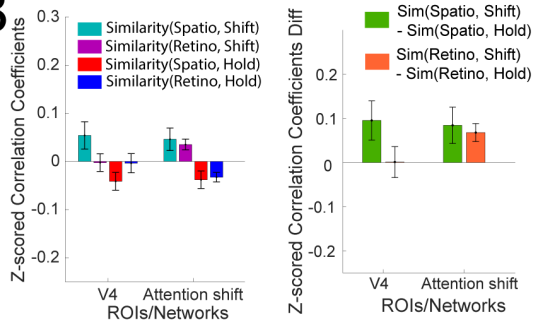 Z-scored Correlation Coefficients
0.3
0.2
0.1
0
-0.1
-0.2
Similarity(Spatio, Shift)
Similarity(Retino, Shift)
Similarity(Spatio, Hold)
Similarity(Retino, Hold)
V4 Attention shift
ROIs/Networks
Z-scored Correlation Coefficients Diff
0.2
0.1
0
-0.1
-0.2
Sim(Spatio, Shift)
- Sim(Spatio, Hold)
Sim(Retino, Shift)
- Sim(Retino, Hold)
V4 Attention shift
ROIs/Networks